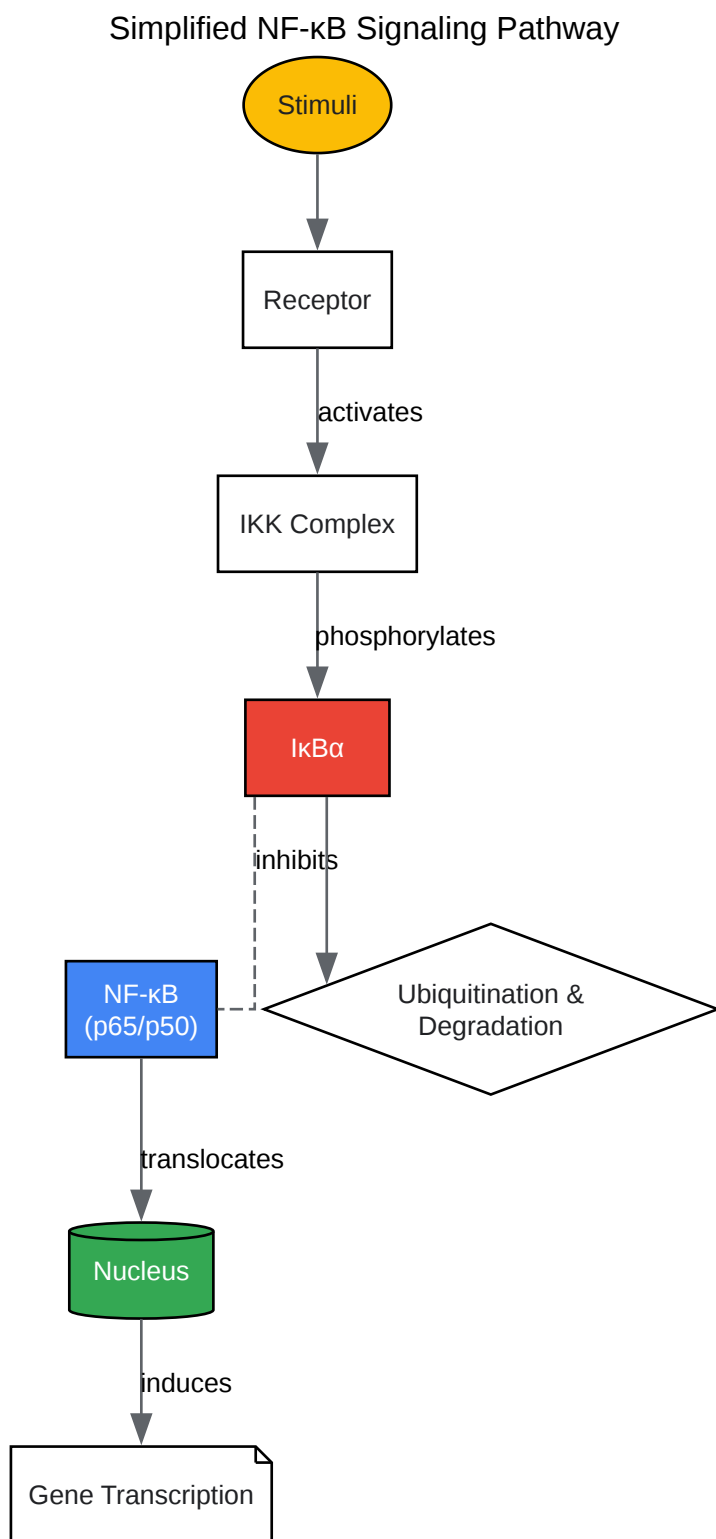 Simplified NF-κB Signaling Pathway
Stimuli
Receptor
activates
IKK Complex
phosphorylates
IκBα
inhibits
NF-κB
(p65/p50)
Ubiquitination &
Degradation
translocates
Nucleus
induces
Gene Transcription